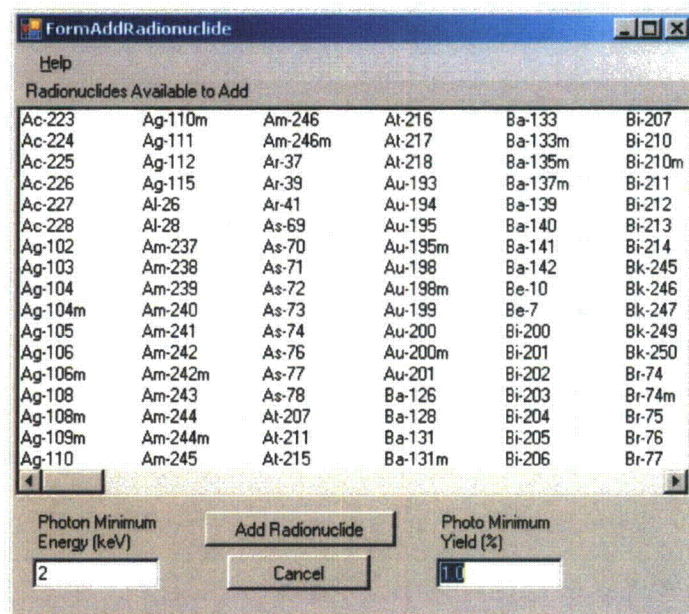 FormAddRadionuclide
Help
Radionuclides Available to Add
Ac-223 Ag-110m Am-246 At-216 Ba-133 Bi-207
Ac-224 Ag-111 Am-246m At-217 Ba-133m Bi-210
Ac-225 Ag-112 Ar-37 At-218 Ba-135m Bi-210m
Ac-226 Ag-115 Ar-39 Au-193 Ba-137m Bi-211
Ac-227 Al-26 Ar-41 Au-194 Ba-139 Bi-212
Ac-228 Al-28 As-69 Au-195 Ba-140 Bi-213
Ag-102 Am-237 As-70 Au-195m Ba-141 Bi-214
Ag-103 Am-238 As-71 Au-198 Ba-142 Bk-245
Ag-104 Am-239 As-72 Au-198m Be-10 Bk-246
Ag-104m Am-240 As-73 Au-199 Be-7 Bk-247
Ag-105 Am-241 As-74 Au-200 Bi-200 Bk-249
Ag-106 Am-242 As-76 Au-200m Bi-201 Bk-250
Ag-106m Am-242m As-77 Au-201 Bi-202 Br-74
Ag-108 Am-243 As-78 Ba-126 Bi-203 Br-74m
Ag-108m Am-244 At-207 Ba-128 Bi-204 Br-75
Ag-109m Am-244m At-211 Ba-131 Bi-205 Br-76
Ag-110 Am-245 At-215 Ba-131m Bi-206 Br-77
Photon Minimum
Energy (keV)
2
Add Radionuclide
Cancel
Photo Minimum
Yield (%)
1.0